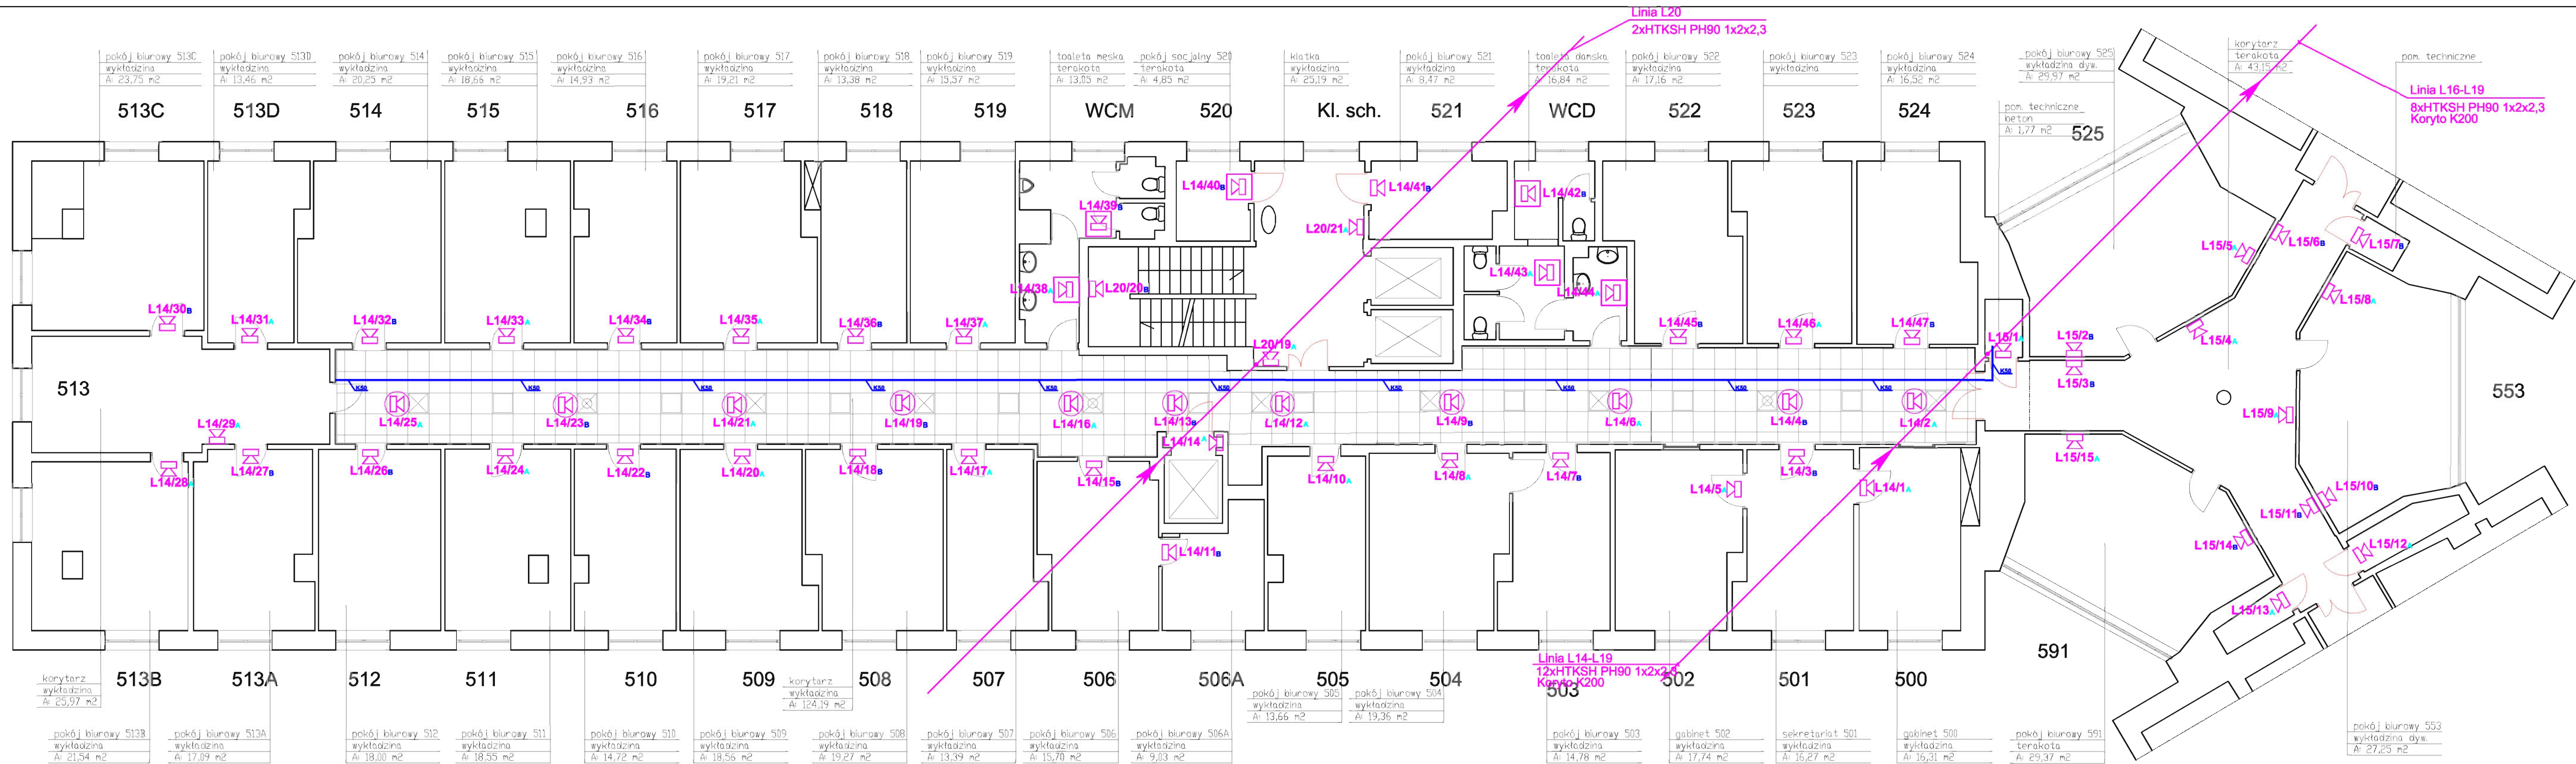 Linia L20
2xHTKSH PH90 1x2x2,3
pokój biurowy 513C
wykładzina
A: 23,75 m2
pokój biurowy 513D
wykładzina
A: 13,46 m2
pokój biurowy 514
wykładzina
A: 20,25 m2
pokój biurowy 515
wykładzina
A: 18,66 m2
pokój biurowy 516
wykładzina
A: 14,93 m2
pokój biurowy 517
wykładzina
A: 19,21 m2
pokój biurowy 518
wykładzina
A: 13,38 m2
pokój biurowy 519
wykładzina
A: 15,57 m2
toaleta męska
terakota
A: 13,05 m2
pokój socjalny 520
terakota
A: 4,85 m2
klatka
wykładzina
A: 25,19 m2
pokój biurowy 521
wykładzina
A: 8,47 m2
toaleta damska
terakota
A: 16,84 m2
pokój biurowy 522
wykładzina
A: 17,16 m2
pokój biurowy 523
wykładzina
pokój biurowy 524
wykładzina
A: 16,52 m2
pokój biurowy 525
wykładzina dyw.
A: 29,97 m2
korytarz
terakota
A: 43,15 m2
pom. techniczne
Linia L16-L19
8xHTKSH PH90 1x2x2,3
Koryto K200
pom. techniczne
beton
A: 1,77 m2
513C
513D
514
515
516
517
518
519
WCM
520
Kl. sch.
521
WCD
522
523
524
525
L14/40B
L14/41B
L14/42B
L14/39B
L20/21A
L15/5A
L15/6B
L15/7B
L14/43A
L14/38A
L20/20B
L14/44A
L15/8A
L14/30B
L14/31A
L14/32B
L14/33A
L14/34B
L14/35A
L14/36B
L14/37A
L20/19A
L14/45B
L14/46A
L14/47B
L15/1A
L15/2B
L15/4A
L15/3B
K50
K50
K50
K50
K50
K50
K50
K50
K50
K50
K50
513
553
L14/29A
L14/25A
L14/23B
L14/21A
L14/19B
L14/16A
L14/13B
L14/12A
L14/9B
L14/6A
L14/4B
L14/2A
L15/9A
L14/14A
L14/28A
L14/27B
L14/26B
L14/24A
L14/22B
L14/20A
L14/18B
L14/17A
L14/15B
L14/10A
L14/8A
L14/7B
L14/5A
L14/3B
L14/1A
L15/15A
L15/10B
L15/11B
L14/11B
L15/14B
L15/12A
L15/13A
Linia L14-L19
12xHTKSH PH90 1x2x2,3
Koryto K200
513B
513A
512
511
510
509
508
507
506
506A
505
504
503
502
501
500
591
korytarz
wykładzina
A: 25,97 m2
korytarz
wykładzina
A: 124,19 m2
pokój biurowy 505
wykładzina
A: 13,66 m2
pokój biurowy 504
wykładzina
A: 19,36 m2
pokój biurowy 513B
wykładzina
A: 21,54 m2
pokój biurowy 513A
wykładzina
A: 17,09 m2
pokój biurowy 512
wykładzina
A: 18,00 m2
pokój biurowy 511
wykładzina
A: 18,55 m2
pokój biurowy 510
wykładzina
A: 14,72 m2
pokój biurowy 509
wykładzina
A: 18,56 m2
pokój biurowy 508
wykładzina
A: 19,27 m2
pokój biurowy 507
wykładzina
A: 13,39 m2
pokój biurowy 506
wykładzina
A: 15,70 m2
pokój biurowy 506A
wykładzina
A: 9,03 m2
pokój biurowy 503
wykładzina
A: 14,78 m2
gabinet 502
wykładzina
A: 17,74 m2
sekretariat 501
wykładzina
A: 16,27 m2
gabinet 500
wykładzina
A: 16,31 m2
pokój biurowy 591
terakota
A: 29,37 m2
pokój biurowy 553
wykładzina dyw.
A: 27,25 m2